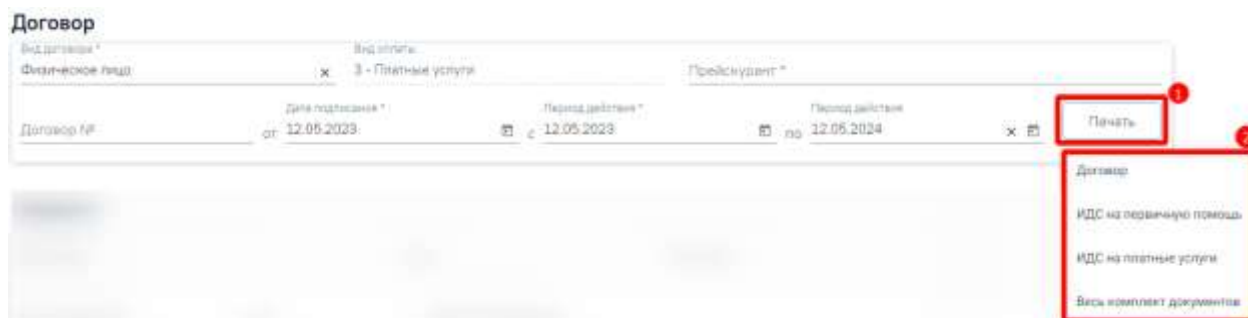 Договор
Вид договора * Вид оплаты
Физическое лицо × 3 - Платные услуги Прейскурант *
Дата подписания * Период действия * Период действия
Договор № от 12.05.2023 с 12.05.2023 по 12.05.2024 ×
Печать
1
2
Договор
ИДС на первичную помощь
ИДС на платные услуги
Весь комплект документов